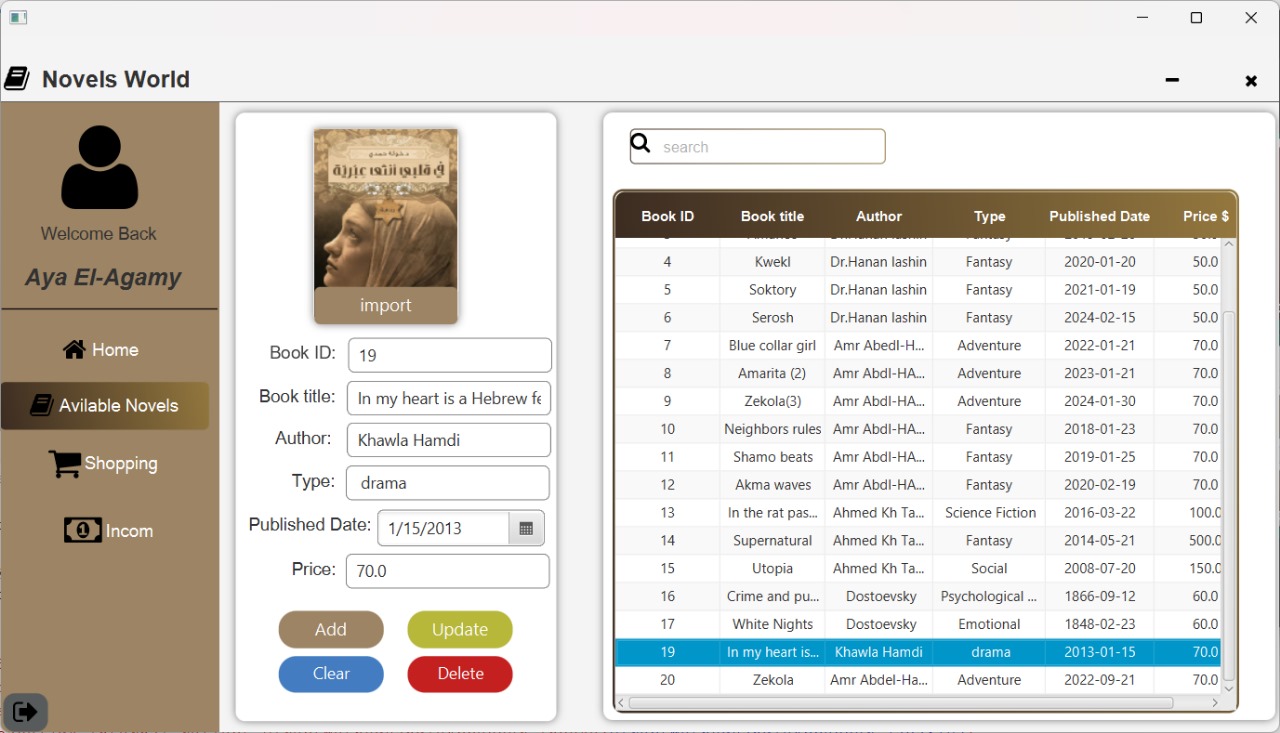 Novels World
Welcome Back
Aya El-Agamy
Home
Avilable Novels
Shopping
Incom
د.خولة حمدي
في قلبي أنثى عبرية
import
Book ID: 19
Book title: In my heart is a Hebrew fe
Author: Khawla Hamdi
Type: drama
Published Date: 1/15/2013
Price: 70.0
Add Update
Clear Delete
search
Book ID Book title Author Type Published Date Price $
4 Kwekl Dr.Hanan lashin Fantasy 2020-01-20 50.0
5 Soktory Dr.Hanan lashin Fantasy 2021-01-19 50.0
6 Serosh Dr.Hanan lashin Fantasy 2024-02-15 50.0
7 Blue collar girl Amr Abedl-H... Adventure 2022-01-21 70.0
8 Amarita (2) Amr Abdl-HA... Adventure 2023-01-21 70.0
9 Zekola(3) Amr Abdl-HA... Adventure 2024-01-30 70.0
10 Neighbors rules Amr Abdl-HA... Fantasy 2018-01-23 70.0
11 Shamo beats Amr Abdl-HA... Fantasy 2019-01-25 70.0
12 Akma waves Amr Abdl-HA... Fantasy 2020-02-19 70.0
13 In the rat pas... Ahmed Kh Ta... Science Fiction 2016-03-22 100.0
14 Supernatural Ahmed Kh Ta... Fantasy 2014-05-21 500.0
15 Utopia Ahmed Kh Ta... Social 2008-07-20 150.0
16 Crime and pu... Dostoevsky Psychological ... 1866-09-12 60.0
17 White Nights Dostoevsky Emotional 1848-02-23 60.0
19 In my heart is... Khawla Hamdi drama 2013-01-15 70.0
20 Zekola Amr Abdel-Ha... Adventure 2022-09-21 70.0